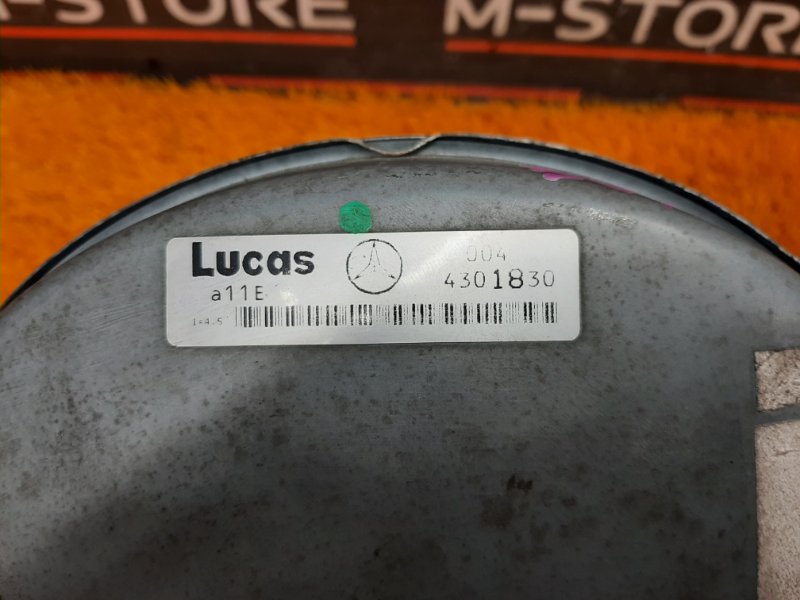 STORE
M-STORE
Lucas
004
4301830
a11E